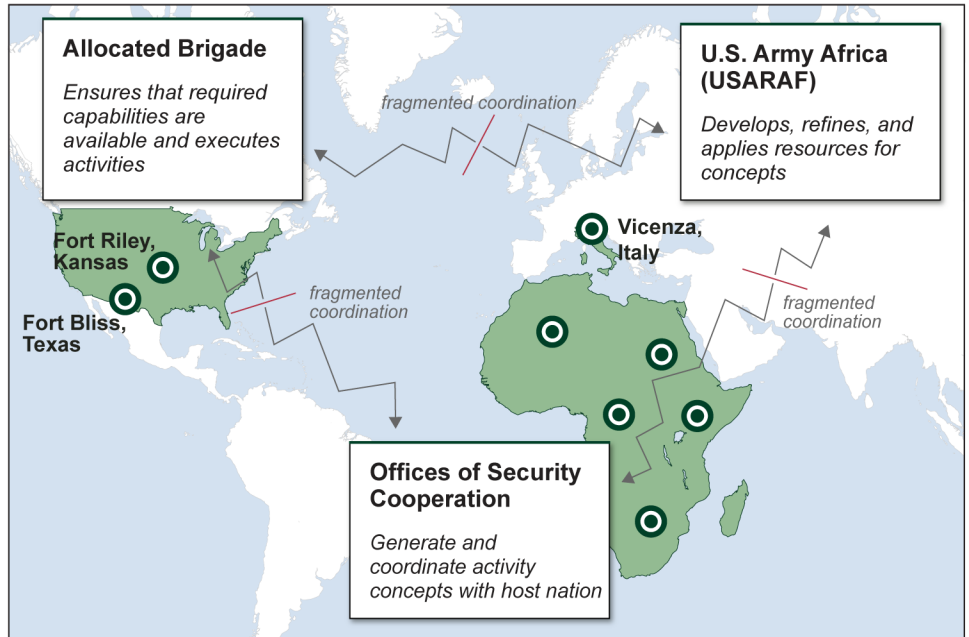 Allocated Brigade
Ensures that required
capabilities are
available and executes
activities
fragmented coordination
U.S. Army Africa
(USARAF)
Develops, refines, and
applies resources for
concepts
Fort Riley,
Kansas
Fort Bliss,
Texas
fragmented
coordination
Vicenza,
Italy
fragmented
coordination
Offices of Security
Cooperation
Generate and
coordinate activity
concepts with host nation